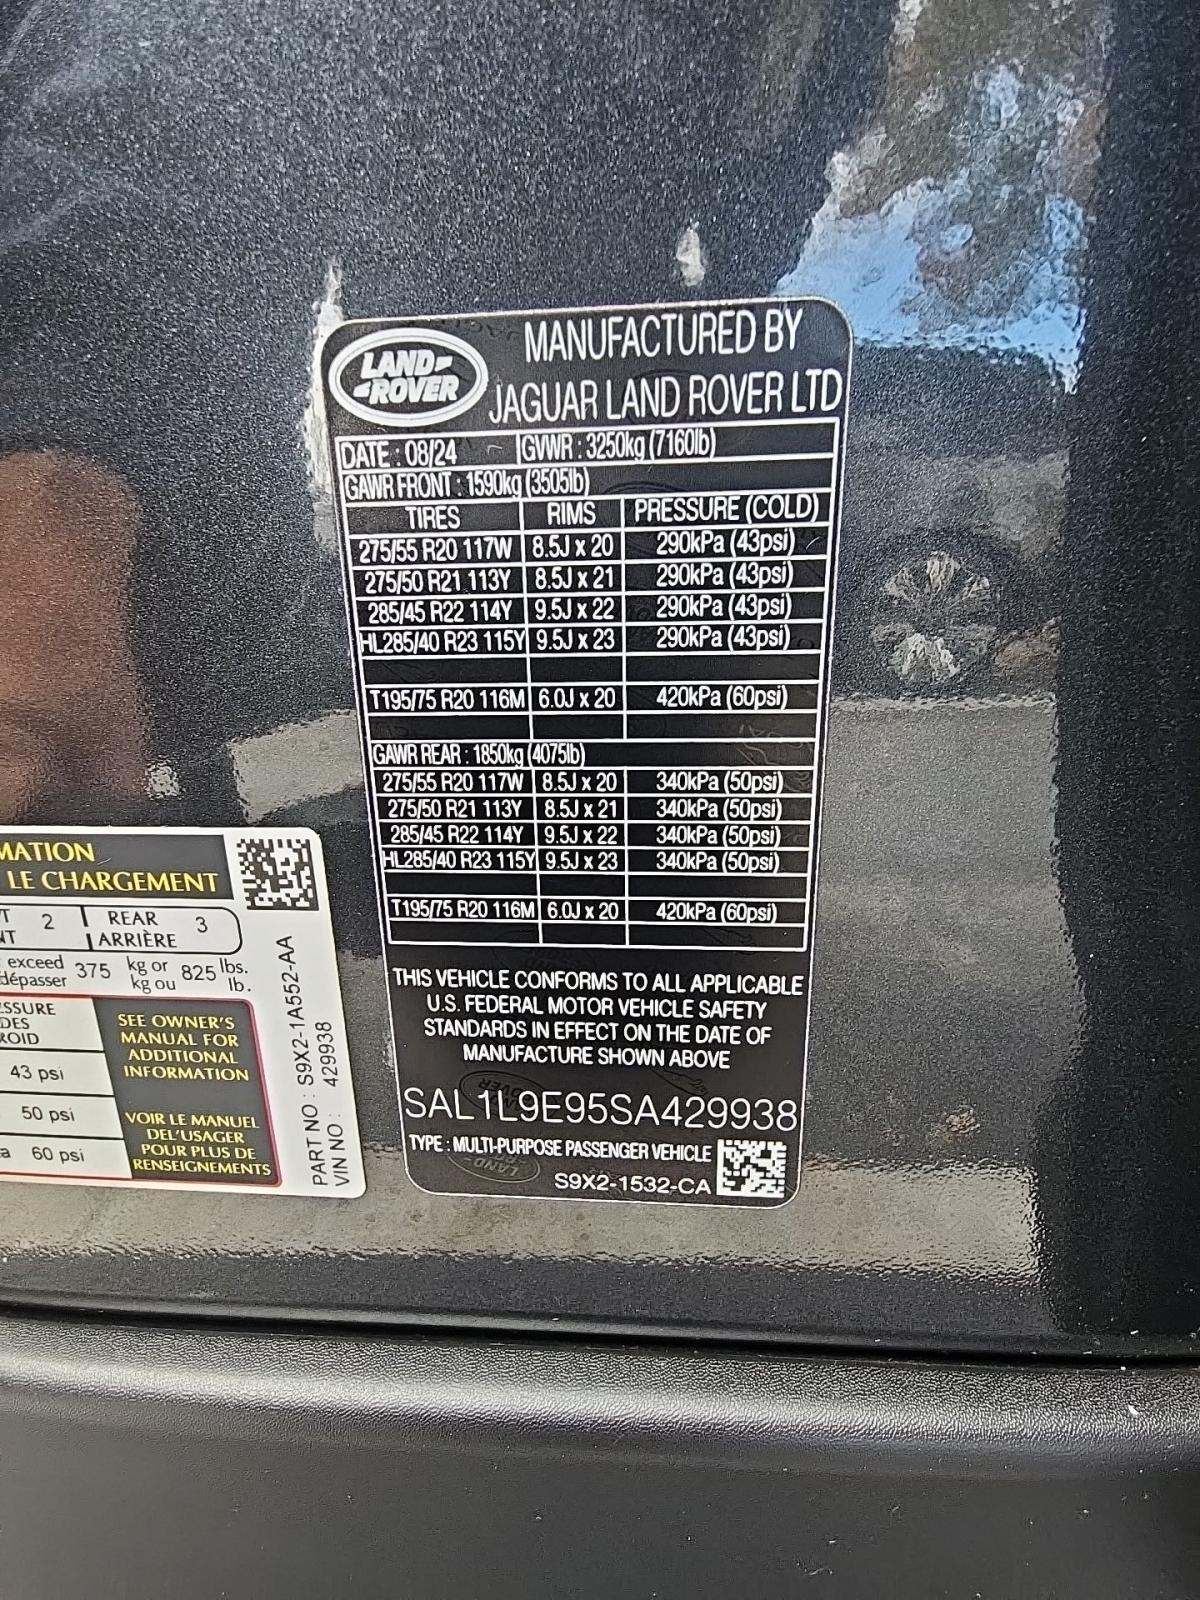 LAND-
-ROVER
MANUFACTURED BY
JAGUAR LAND ROVER LTD
DATE : 08/24 GVWR : 3250kg (7160lb)
GAWR FRONT : 1590kg (3505lb)
TIRES RIMS PRESSURE (COLD)
275/55 R20 117W 8.5J x 20 290kPa (43psi)
275/50 R21 113Y 8.5J x 21 290kPa (43psi)
285/45 R22 114Y 9.5J x 22 290kPa (43psi)
HL285/40 R23 115Y 9.5J x 23 290kPa (43psi)
T195/75 R20 116M 6.0J x 20 420kPa (60psi)
GAWR REAR : 1850kg (4075lb)
275/55 R20 117W 8.5J x 20 340kPa (50psi)
275/50 R21 113Y 8.5J x 21 340kPa (50psi)
285/45 R22 114Y 9.5J x 22 340kPa (50psi)
HL285/40 R23 115Y 9.5J x 23 340kPa (50psi)
T195/75 R20 116M 6.0J x 20 420kPa (60psi)
THIS VEHICLE CONFORMS TO ALL APPLICABLE
U.S. FEDERAL MOTOR VEHICLE SAFETY
STANDARDS IN EFFECT ON THE DATE OF
MANUFACTURE SHOWN ABOVE
SAL1L9E95SA429938
TYPE : MULTI-PURPOSE PASSENGER VEHICLE
S9X2-1532-CA
MATION
LE CHARGEMENT
2 REAR 3
ARRIÈRE
exceed 375 kg or 825 lbs.
dépasser kg ou lb.
SSURE
DES
ROID
43 psi
50 psi
60 psi
SEE OWNER'S
MANUAL FOR
ADDITIONAL
INFORMATION
VOIR LE MANUEL
DEL'USAGER
POUR PLUS DE
RENSEIGNEMENTS
PART NO : S9X2-1A552-AA
VIN NO : 429938